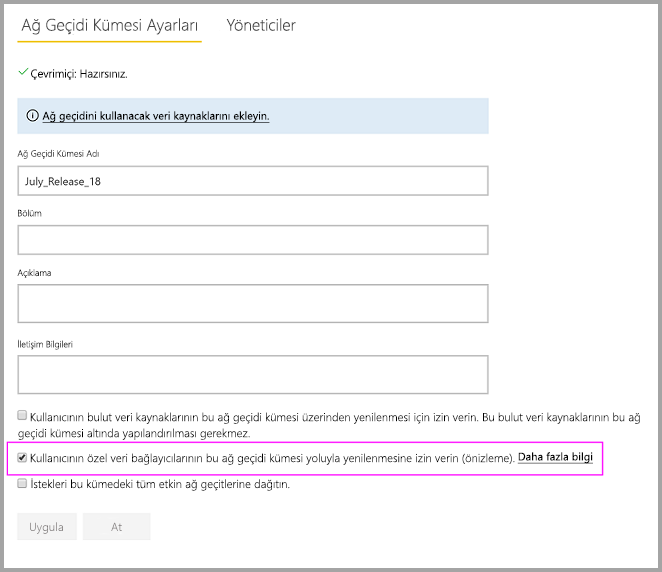 Ağ Geçidi Kümesi Ayarları Yöneticiler
Çevrimiçi: Hazırsınız.
Ağ geçidini kullanacak veri kaynaklarını ekleyin.
Ağ Geçidi Kümesi Adı
July_Release_18
Bölüm
Açıklama
İletişim Bilgileri
Kullanıcının bulut veri kaynaklarının bu ağ geçidi kümesi üzerinden yenilenmesi için izin verin. Bu bulut veri kaynaklarının bu ağ
geçidi kümesi altında yapılandırılması gerekmez.
Kullanıcının özel veri bağlayıcılarının bu ağ geçidi kümesi yoluyla yenilenmesine izin verin (önizleme). Daha fazla bilgi
İstekleri bu kümedeki tüm etkin ağ geçitlerine dağıtın.
Uygula At